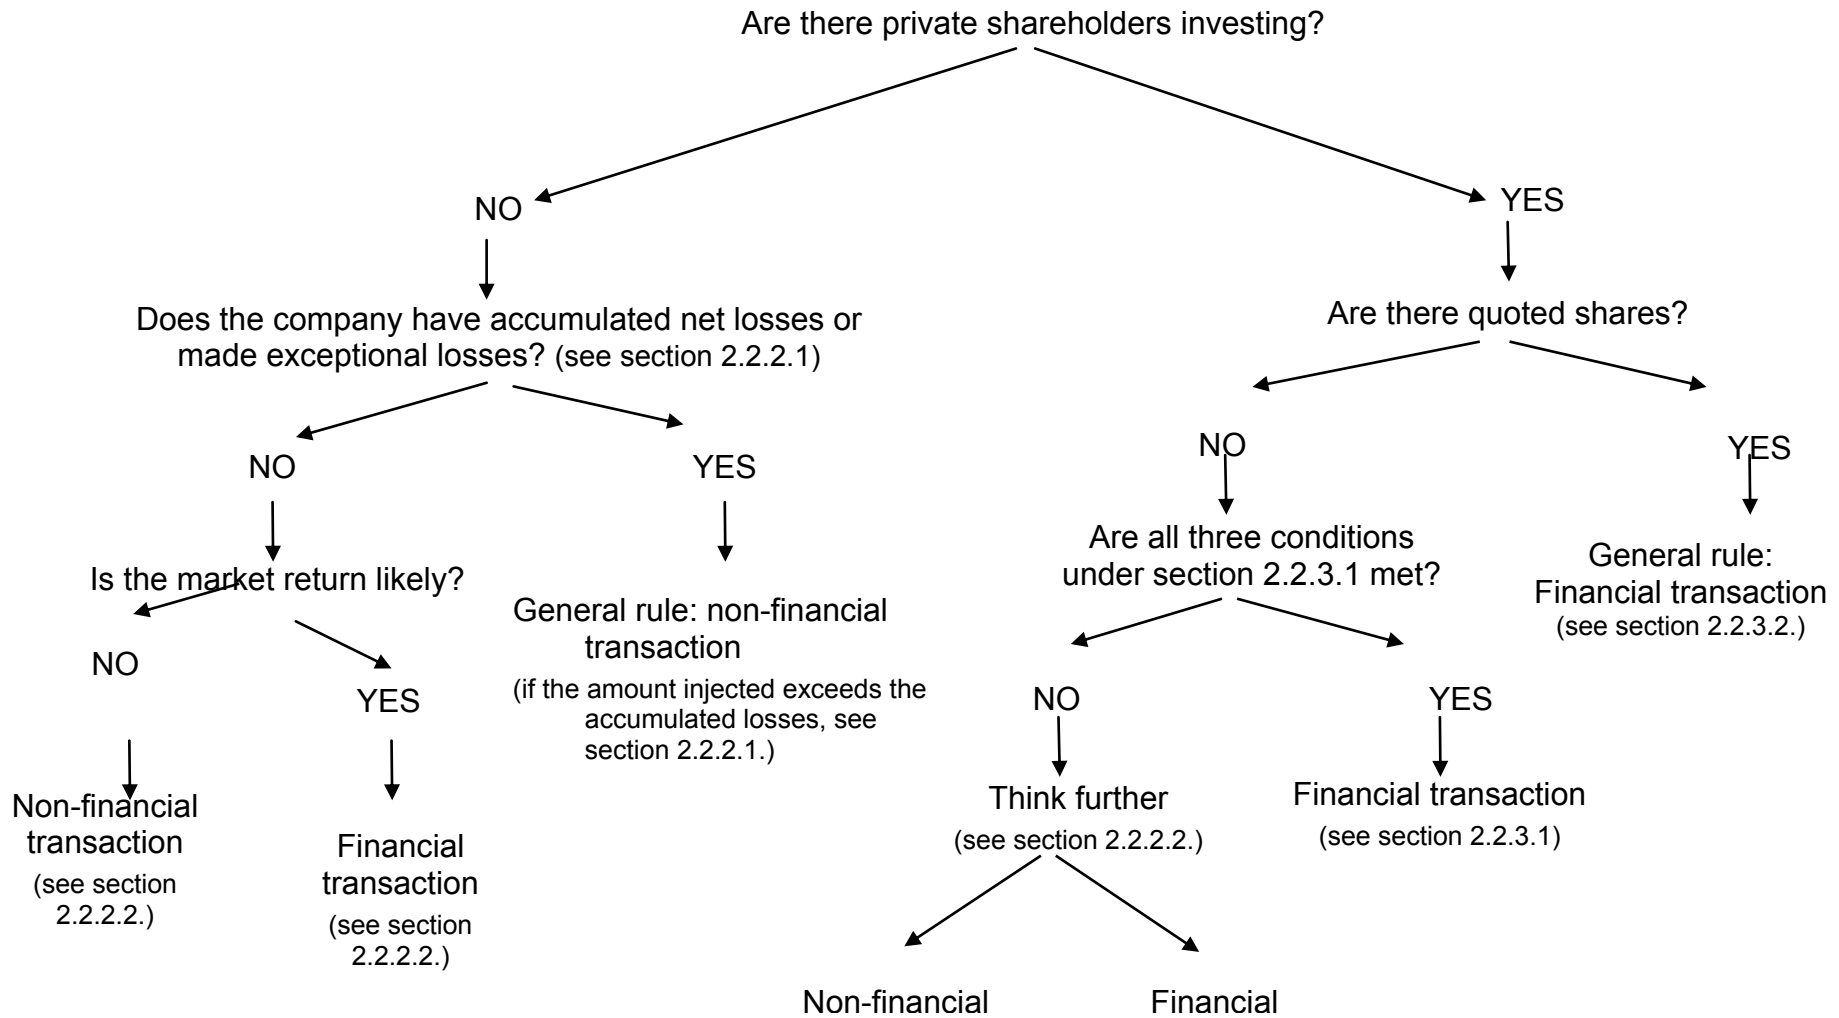 Are there private shareholders investing?
NO
YES
Does the company have accumulated net losses or
made exceptional losses? (see section 2.2.2.1)
Are there quoted shares?
NO
YES
NO
YES
Is the market return likely?
Are all three conditions
under section 2.2.3.1 met?
General rule:
Financial transaction
(see section 2.2.3.2.)
General rule: non-financial
transaction
(if the amount injected exceeds the
accumulated losses, see
section 2.2.2.1.)
NO
YES
NO
YES
Non-financial
transaction
(see section
2.2.2.2.)
Financial
transaction
(see section
2.2.2.2.)
Think further
(see section 2.2.2.2.)
Financial transaction
(see section 2.2.3.1)
Non-financial
Financial